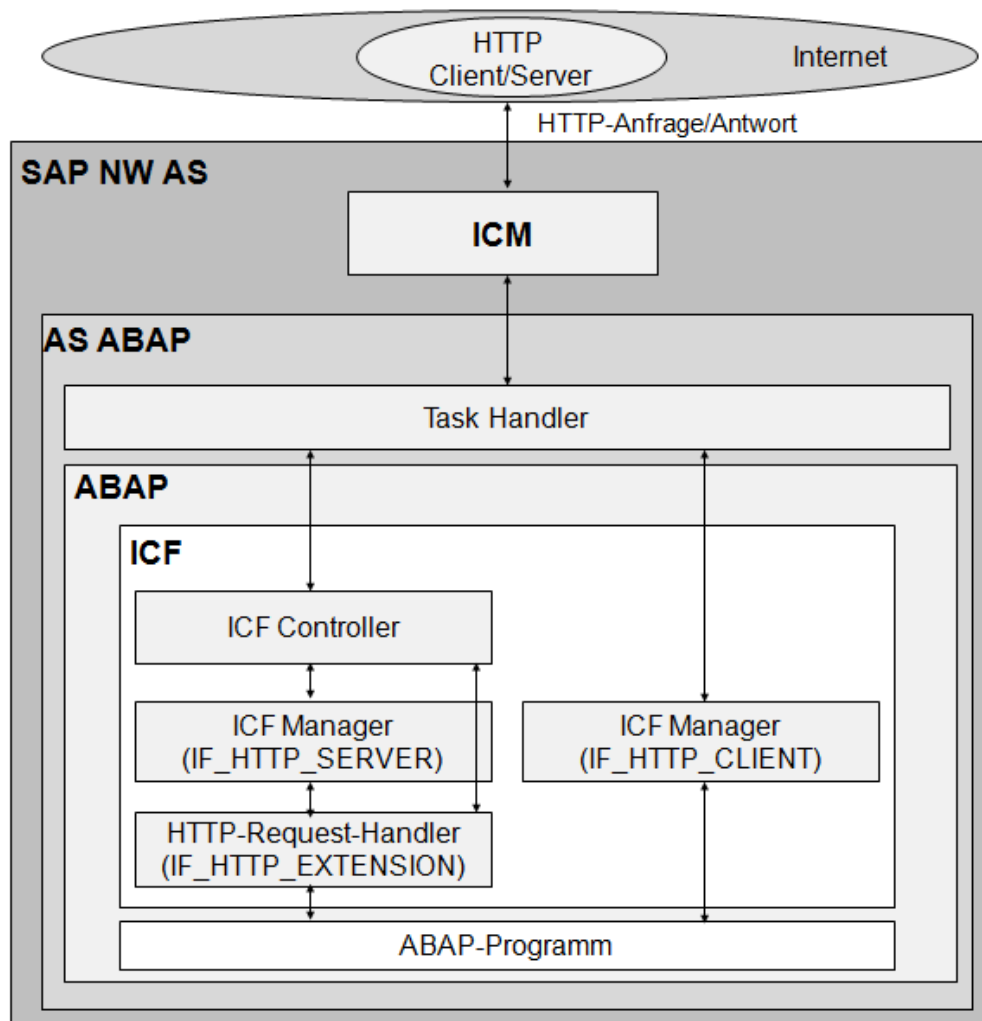 HTTP
Client/Server
Internet
HTTP-Anfrage/Antwort
SAP NW AS
ICM
AS ABAP
Task Handler
ABAP
ICF
ICF Controller
ICF Manager
(IF_HTTP_SERVER)
ICF Manager
(IF_HTTP_CLIENT)
HTTP-Request-Handler
(IF_HTTP_EXTENSION)
ABAP-Programm